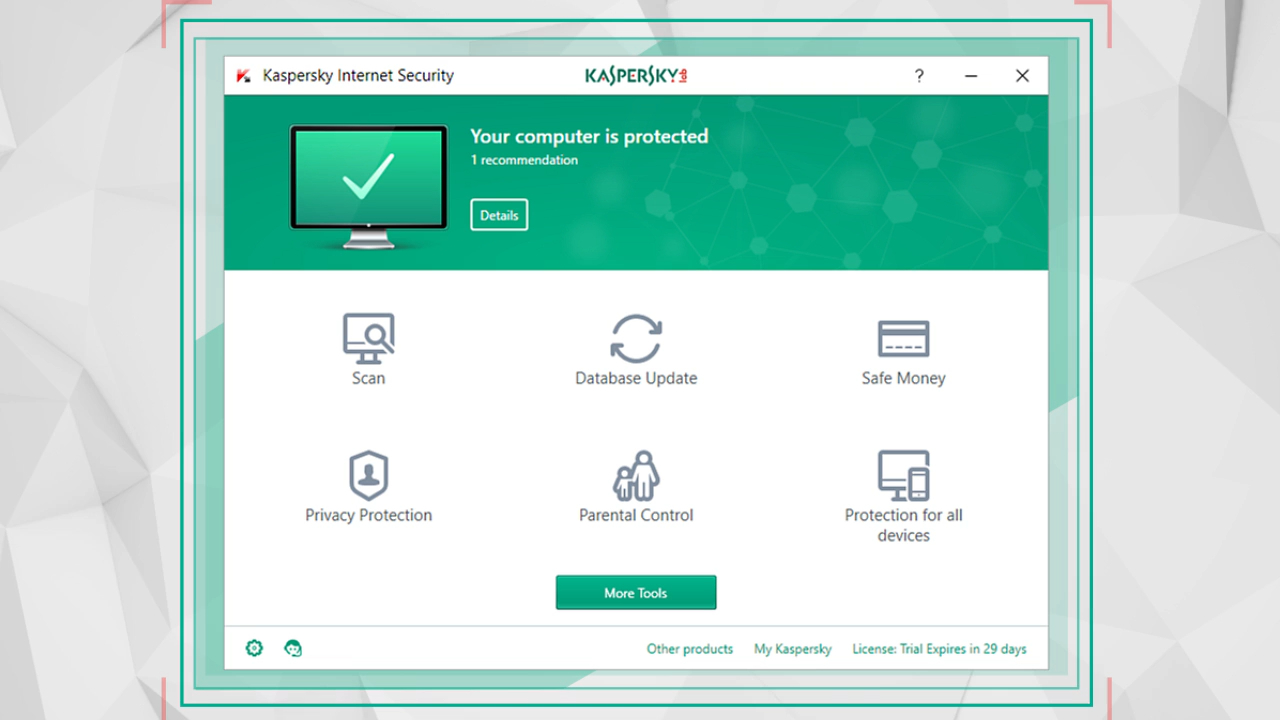 Kaspersky Internet Security
KASPERSKY lab
?
Your computer is protected
1 recommendation
Details
Scan
Database Update
Safe Money
Privacy Protection
Parental Control
Protection for all
devices
More Tools
Other products
My Kaspersky
License: Trial Expires in 29 days